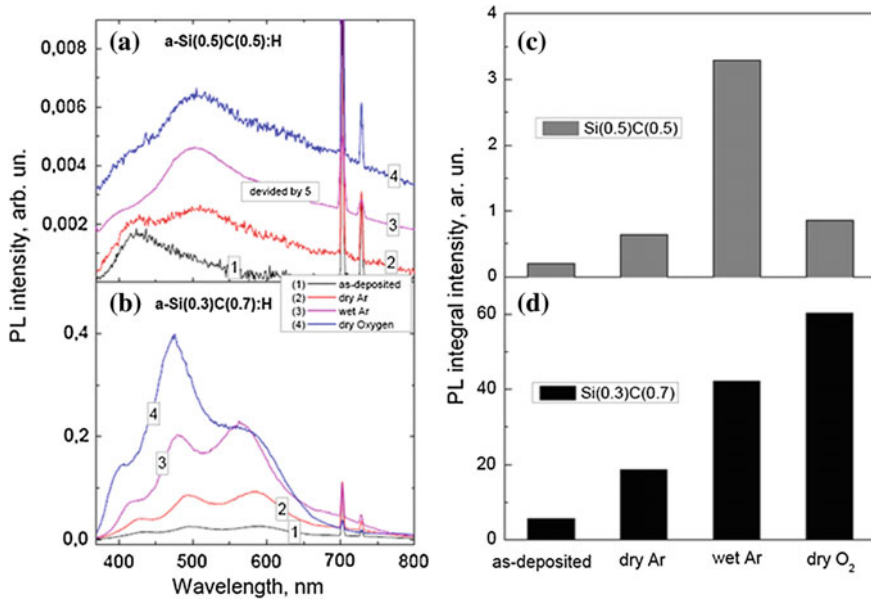 (a) a-Si(0.5)C(0.5):H
0,008
0,006
0,004
0,002
PL intensity, arb. un.
devided by 5
4
3
2
1
(b) a-Si(0.3)C(0.7):H
(1) as-deposited
(2) dry Ar
(3) wet Ar
(4) dry Oxygen
0,4
0,2
0,0
4
3
2
1
400 500 600 700 800
Wavelength, nm
(c)
4
3
2
1
0
Si(0.5)C(0.5)
PL integral intensity, ar. un.
(d)
60
40
20
0
Si(0.3)C(0.7)
as-deposited dry Ar wet Ar dry O₂